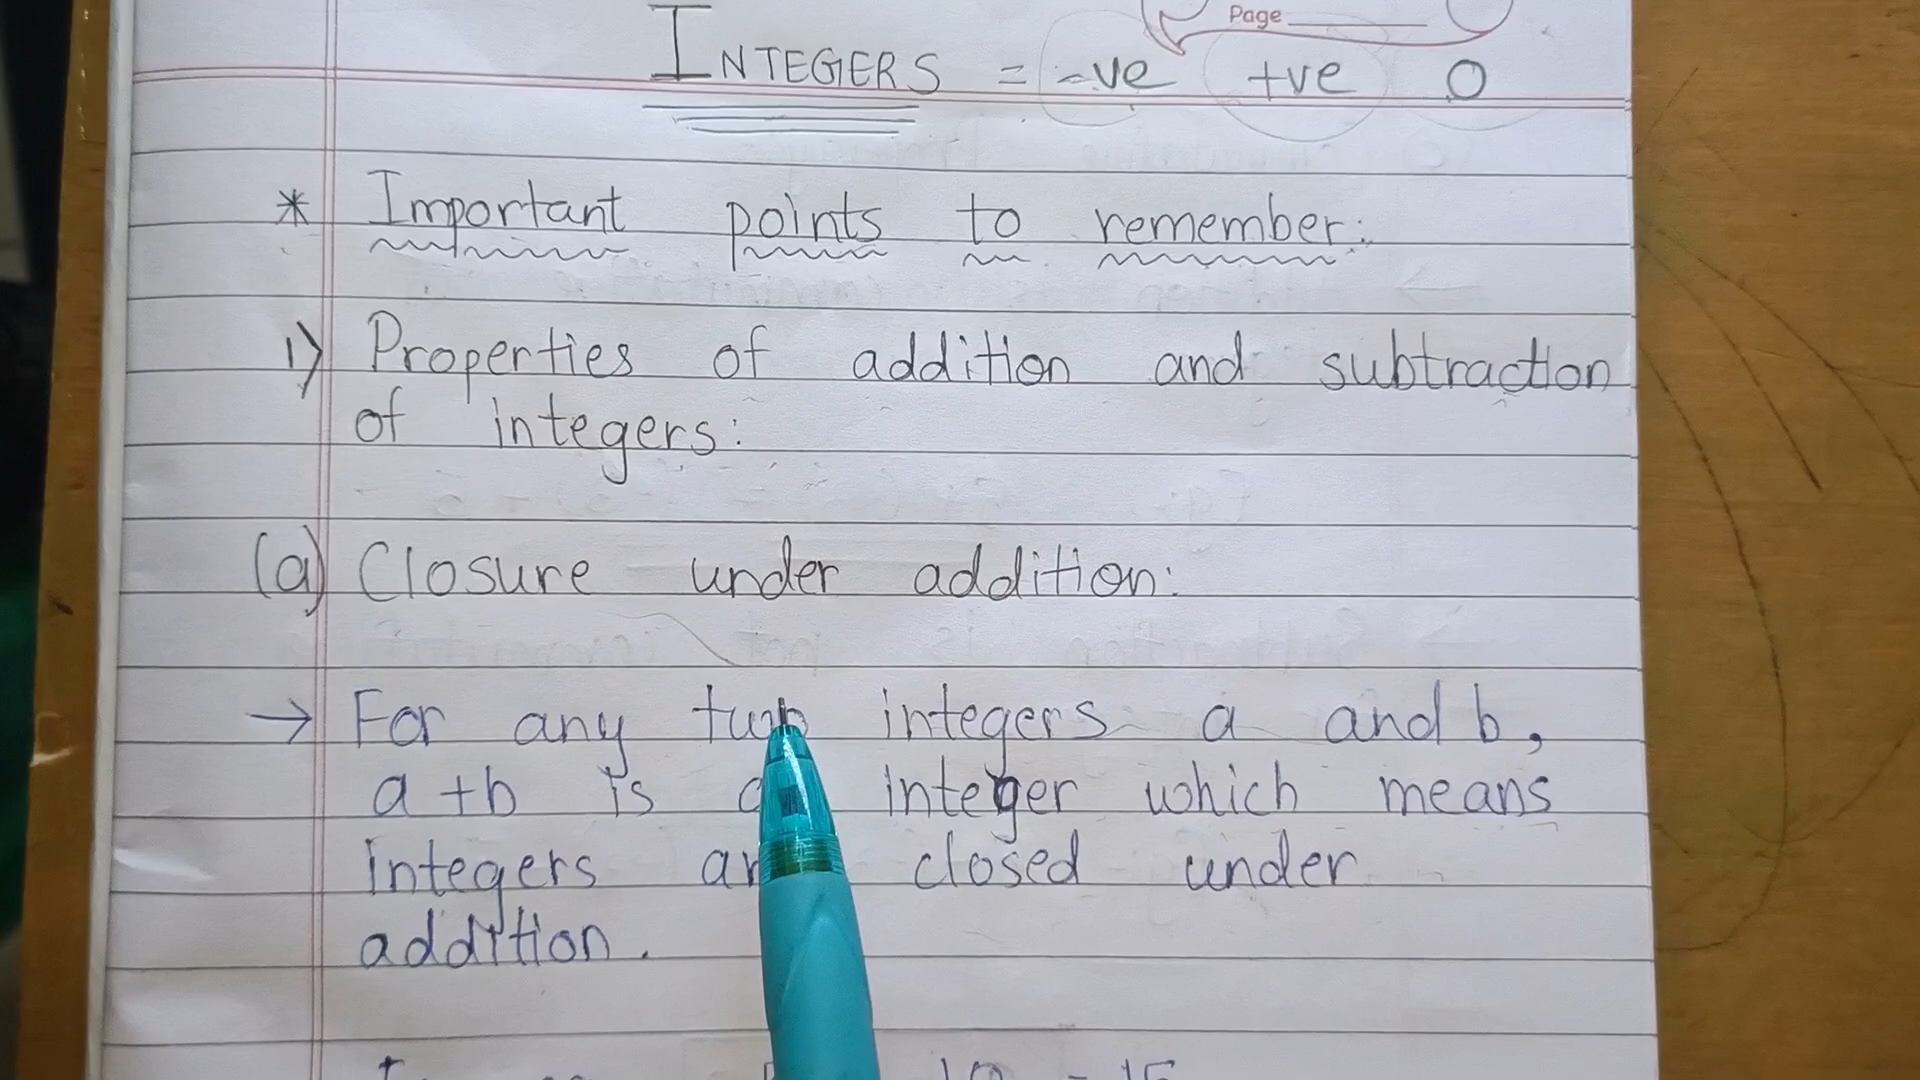 Page
INTEGERS = -ve +ve 0
* Important points to remember:
1) Properties of addition and subtraction
of integers:
(a) Closure under addition:
→ For any two integers a and b,
a+b is integer which means
integers closed under
addition.